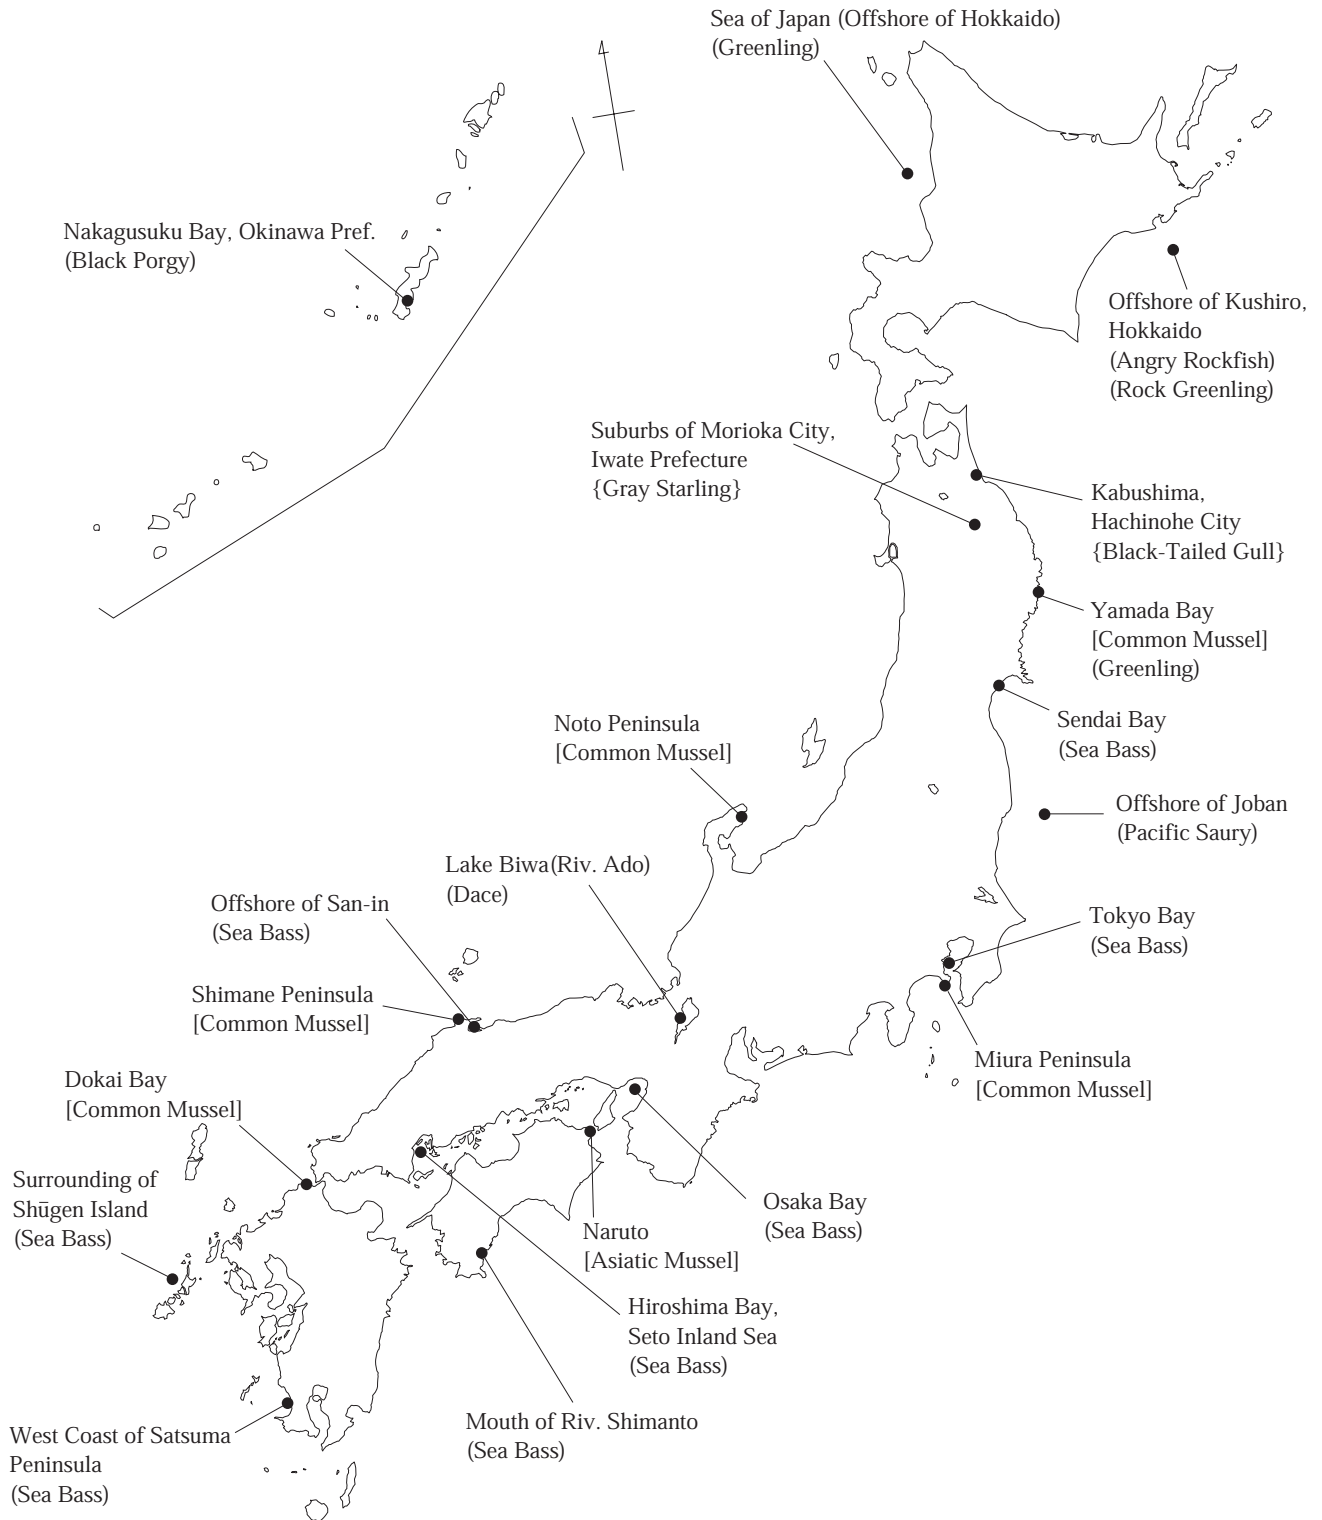 Sea of Japan (Offshore of Hokkaido)
(Greenling)
Nakagusuku Bay, Okinawa Pref.
(Black Porgy)
Offshore of Kushiro,
Hokkaido
(Angry Rockfish)
(Rock Greenling)
Suburbs of Morioka City,
Iwate Prefecture
{Gray Starling}
Kabushima,
Hachinohe City
{Black-Tailed Gull}
Yamada Bay
[Common Mussel]
(Greenling)
Sendai Bay
(Sea Bass)
Noto Peninsula
[Common Mussel]
Offshore of Joban
(Pacific Saury)
Lake Biwa(Riv. Ado)
(Dace)
Offshore of San-in
(Sea Bass)
Tokyo Bay
(Sea Bass)
Shimane Peninsula
[Common Mussel]
Miura Peninsula
[Common Mussel]
Dokai Bay
[Common Mussel]
Surrounding of
Shūgen Island
(Sea Bass)
Osaka Bay
(Sea Bass)
Naruto
[Asiatic Mussel]
Hiroshima Bay,
Seto Inland Sea
(Sea Bass)
Mouth of Riv. Shimanto
(Sea Bass)
West Coast of Satsuma
Peninsula
(Sea Bass)